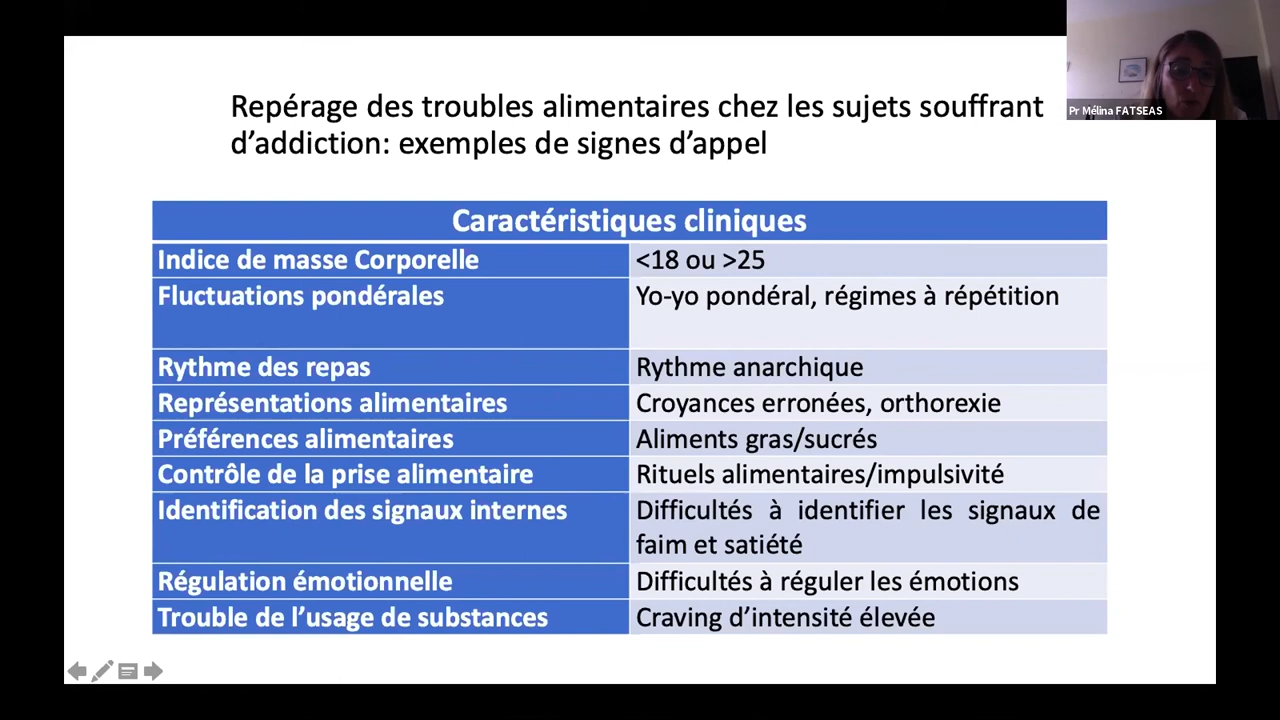 Pr Mélina FATSEAS
Repérage des troubles alimentaires chez les sujets souffrant
d’addiction: exemples de signes d’appel
Caractéristiques cliniques
Indice de masse Corporelle
<18 ou >25
Fluctuations pondérales
Yo-yo pondéral, régimes à répétition
Rythme des repas
Rythme anarchique
Représentations alimentaires
Croyances erronées, orthorexie
Préférences alimentaires
Aliments gras/sucrés
Contrôle de la prise alimentaire
Rituels alimentaires/impulsivité
Identification des signaux internes
Difficultés à identifier les signaux de
faim et satiété
Régulation émotionnelle
Difficultés à réguler les émotions
Trouble de l’usage de substances
Craving d’intensité élevée